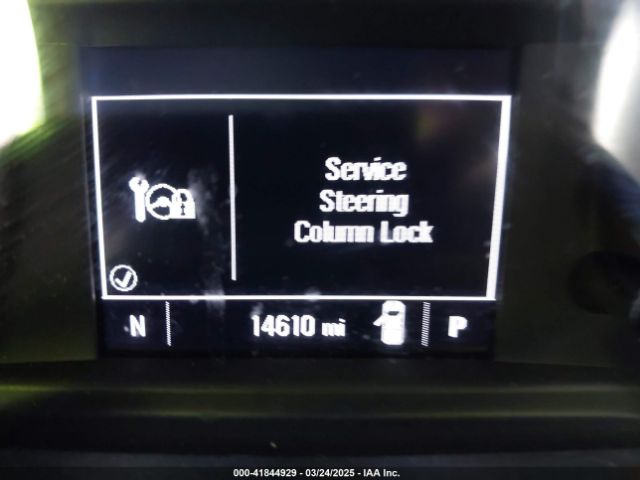 Service
Steering
Column Lock
N 14610 mi P
000-41844929 - 03/24/2025 - IAA Inc.